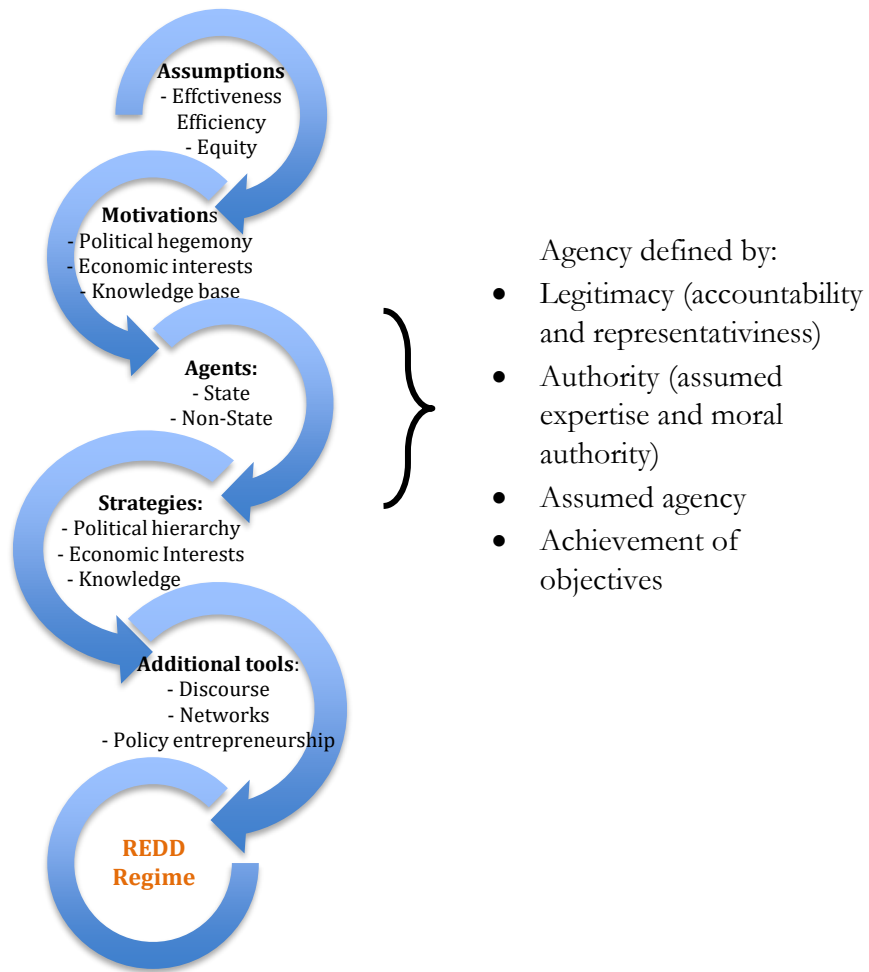 Assumptions
- Effctiveness
Efficiency
- Equity
Motivations
- Political hegemony
- Economic interests
- Knowledge base
Agents:
- State
- Non-State
Strategies:
- Political hierarchy
- Economic Interests
- Knowledge
Additional tools:
- Discourse
- Networks
- Policy entrepreneurship
REDD
Regime
Agency defined by:
• Legitimacy (accountability
and representativiness)
• Authority (assumed
expertise and moral
authority)
• Assumed agency
• Achievement of
objectives